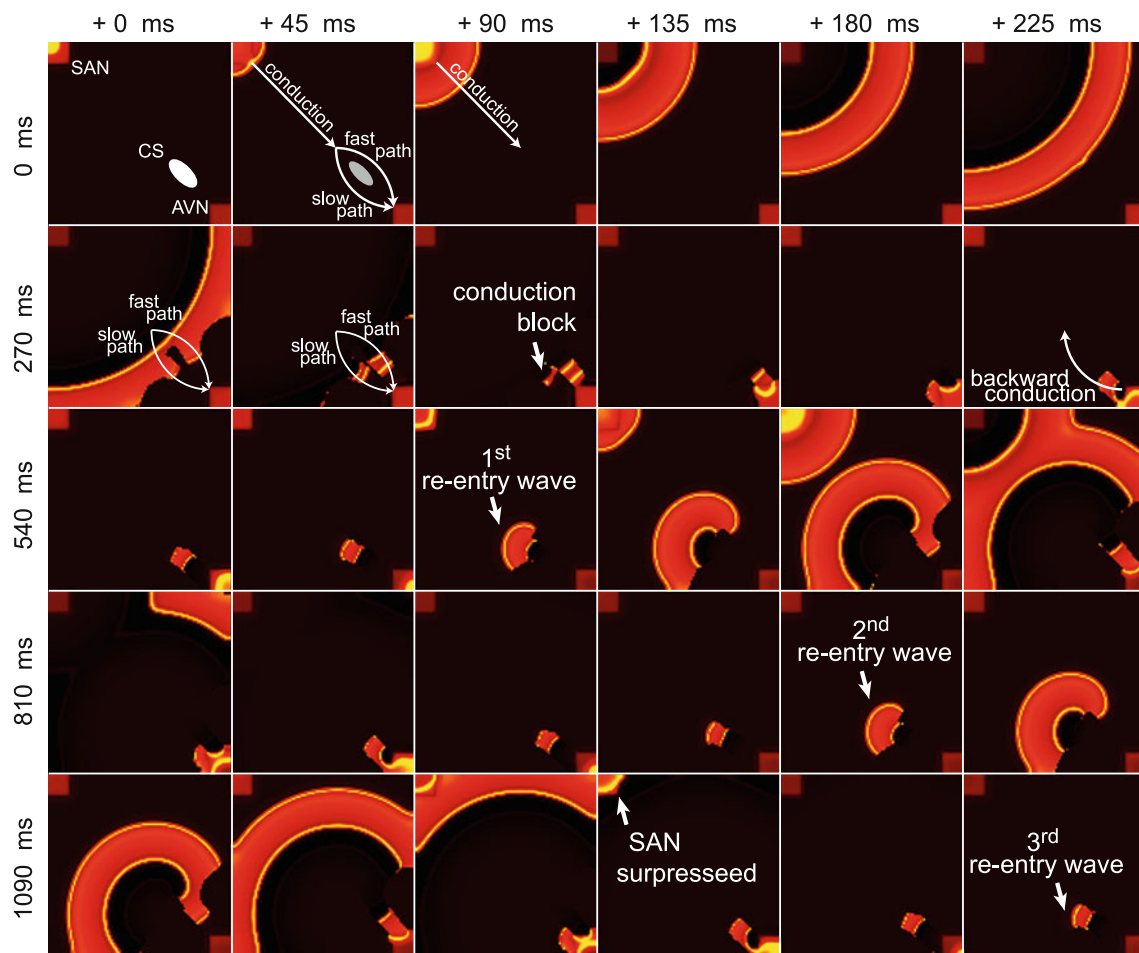 + 0 ms + 45 ms + 90 ms + 135 ms + 180 ms + 225 ms
0 ms
SAN
CS
AVN
conduction
fast
path
slow
path
conduction
270 ms
fast
path
slow
path
fast
path
slow
path
conduction
block
backward
conduction
540 ms
1st
re-entry wave
810 ms
2nd
re-entry wave
1090 ms
SAN
surpresseed
3rd
re-entry wave